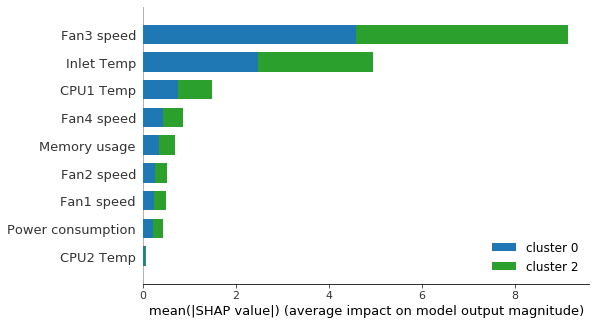 Fan3 speed
Inlet Temp
CPU1 Temp
Fan4 speed
Memory usage
Fan2 speed
Fan1 speed
Power consumption
CPU2 Temp
cluster 0
cluster 2
0 2 4 6 8
mean(|SHAP value|) (average impact on model output magnitude)